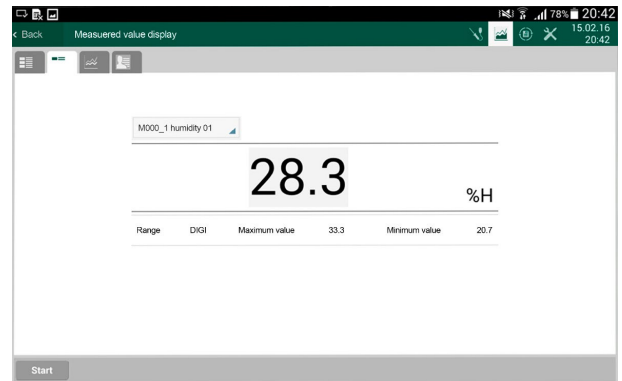 78% 20:42
< Back Measuered value display 15.02.16
20:42
M000_1 humidity 01
28.3 %H
Range DIGI Maximum value 33.3 Minimum value 20.7
Start